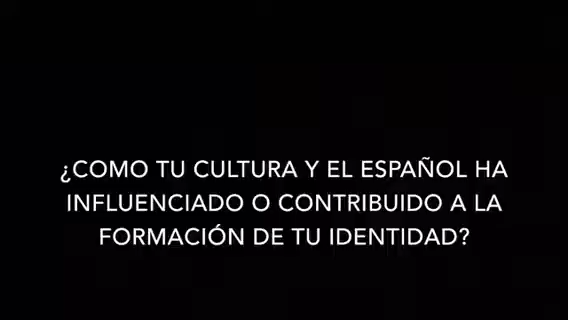 ¿COMO TU CULTURA Y EL ESPAÑOL HA
INFLUENCIADO O CONTRIBUIDO A LA
FORMACIÓN DE TU IDENTIDAD?